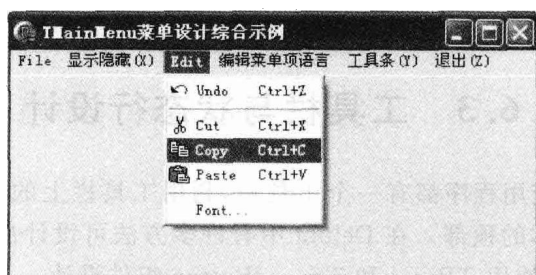 TMainMenu菜单设计综合示例
File 显示隐藏(X) Edit 编辑菜单项语言 工具条(Y) 退出(Z)
Undo Ctrl+Z
Cut Ctrl+X
Copy Ctrl+C
Paste Ctrl+V
Font...